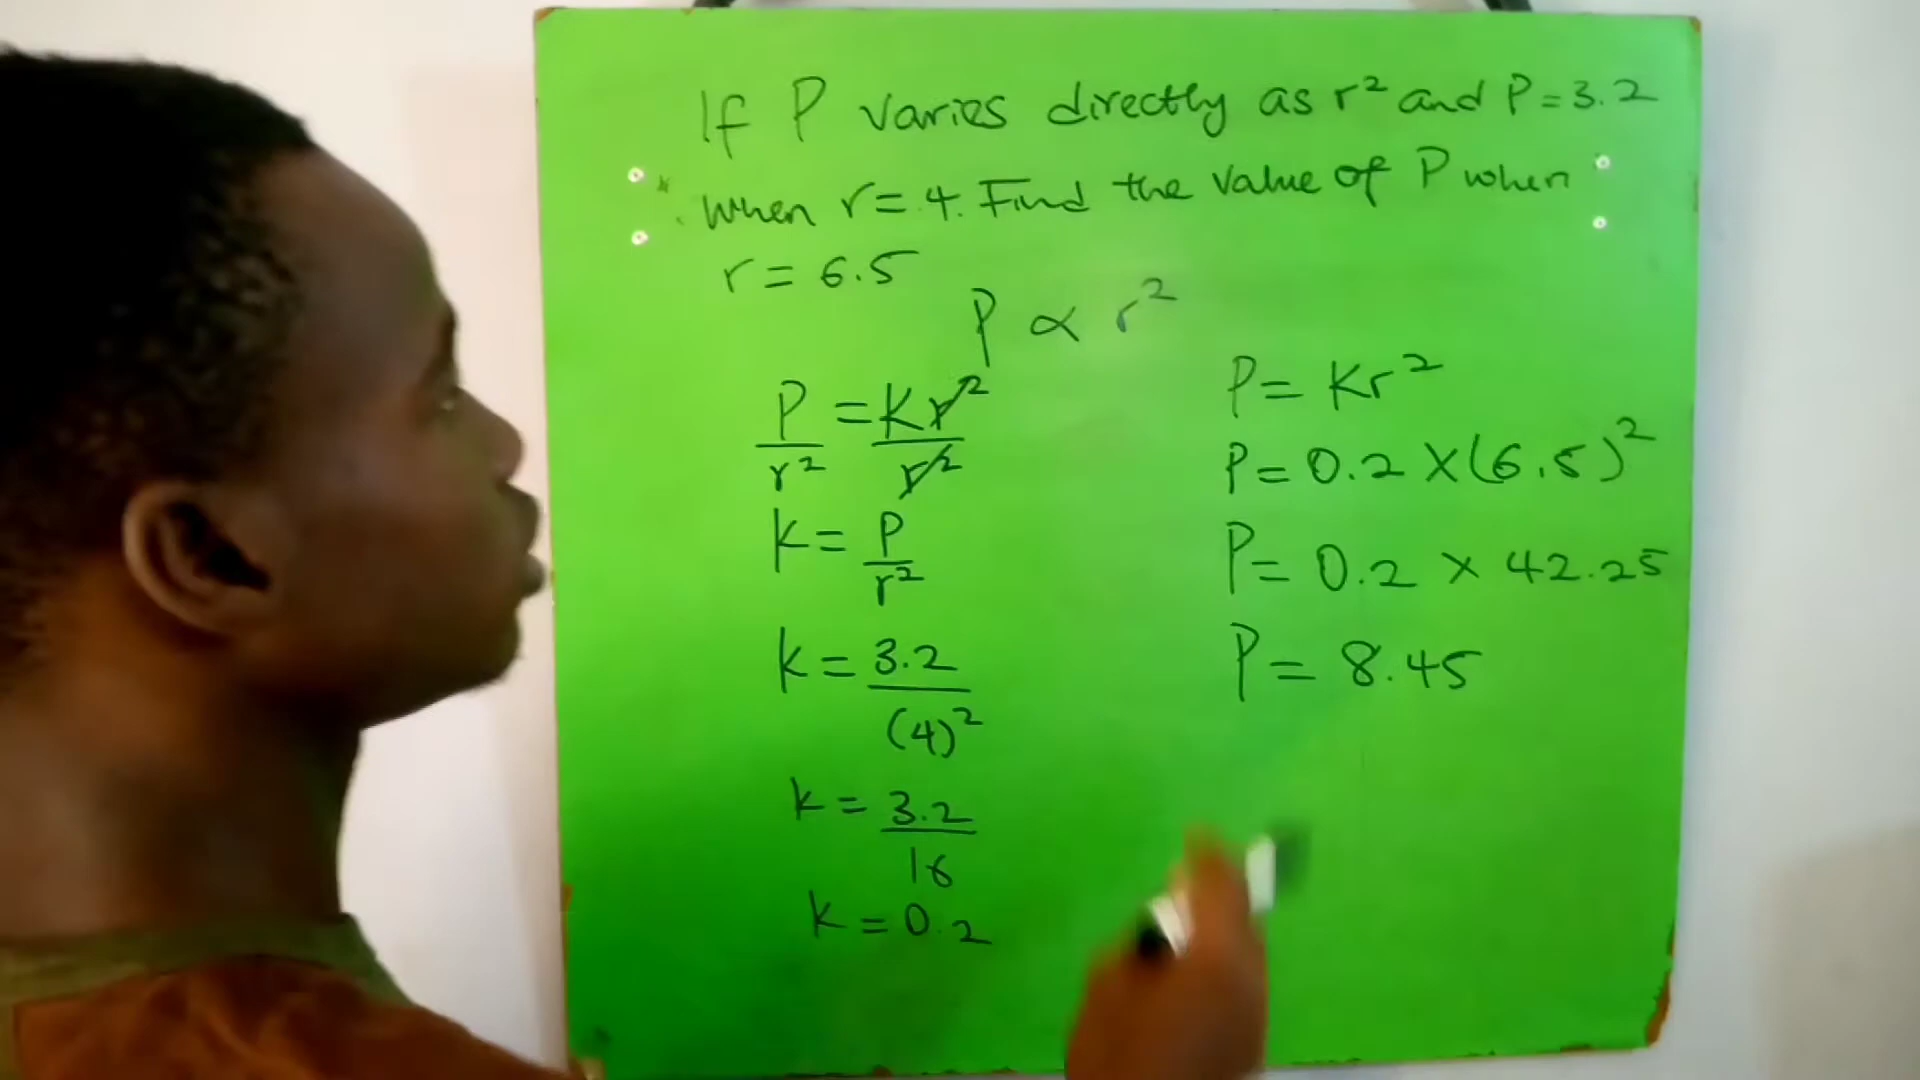 If P varies directly as r² and P = 3.2
when r = 4. Find the value of P when
r = 6.5
P ∝ r²
P/r² = Kr²/r²
K = P/r²
K = 3.2/(4)²
K = 3.2/16
K = 0.2
P = Kr²
P = 0.2 × (6.5)²
P = 0.2 × 42.25
P = 8.45